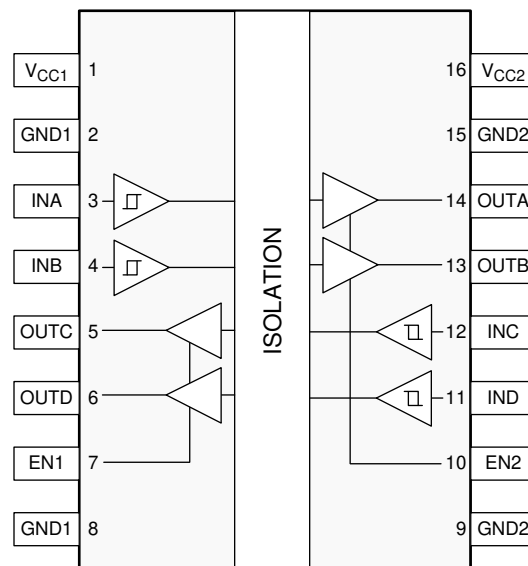 VCC1 1 16 VCC2
GND1 2 15 GND2
INA 3 14 OUTA
INB 4 13 OUTB
ISOLATION
OUTC 5 12 INC
OUTD 6 11 IND
EN1 7 10 EN2
GND1 8 9 GND2